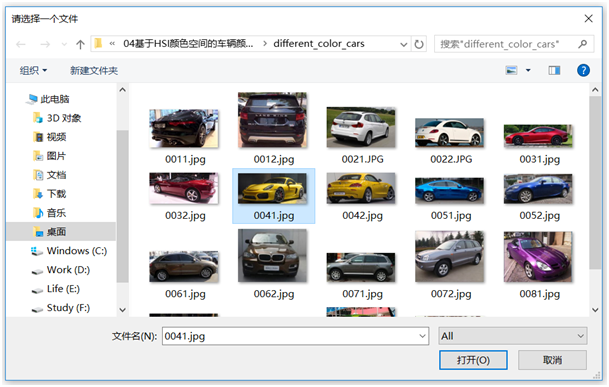 请选择一个文件
« 04基于HSI颜色空间的车辆颜... > different_color_cars
搜索"different_color_cars"
组织 新建文件夹
此电脑
3D 对象
视频
图片
文档
下载
音乐
桌面
Windows (C:)
Work (D:)
Life (E:)
Study (F:)
0011.jpg 0012.jpg 0021.JPG 0022.JPG 0031.jpg
0032.jpg 0041.jpg 0042.jpg 0051.jpg 0052.jpg
0061.jpg 0062.jpg 0071.jpg 0072.jpg 0081.jpg
文件名(N): 0041.jpg All
打开(O) 取消